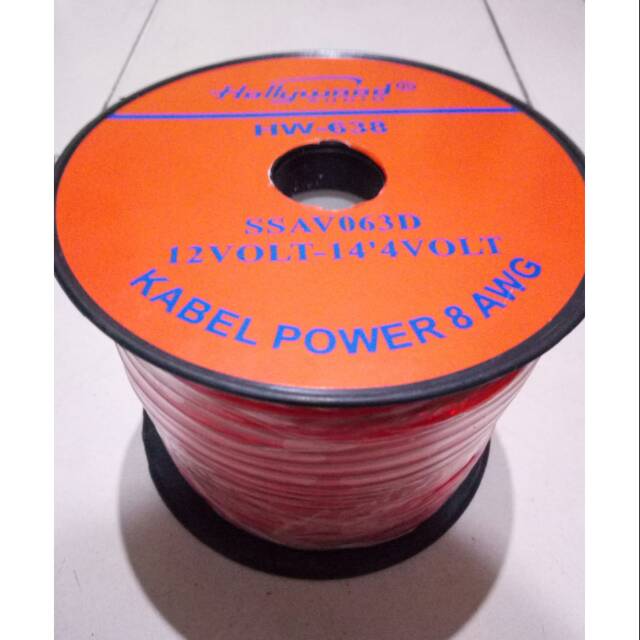 Hollywood®
HW-638
SSAV063D
12VOLT-14'4VOLT
KABEL POWER 8 AWG